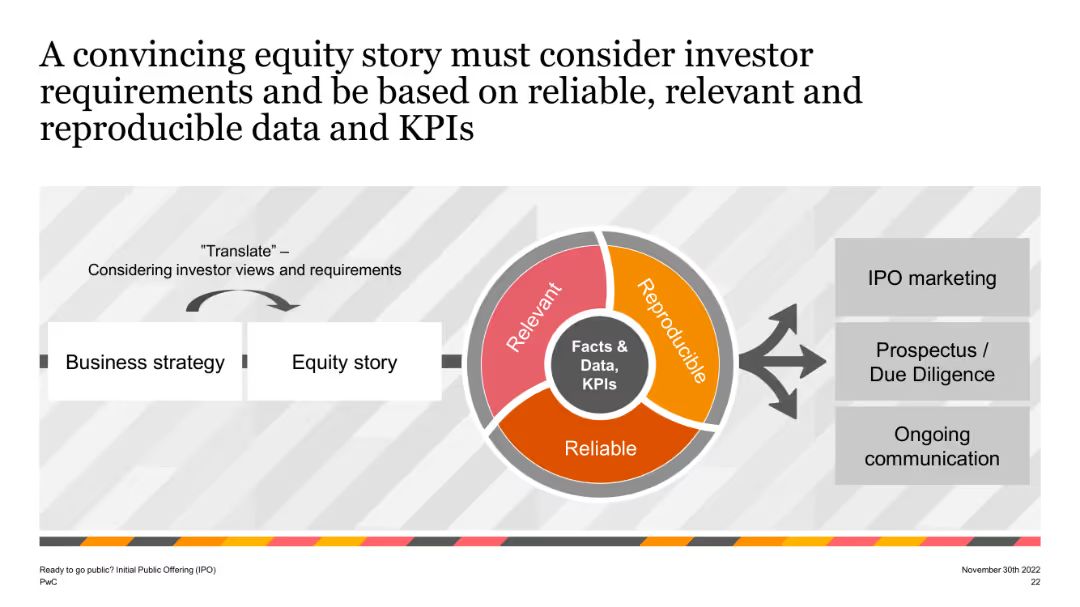 A convincing equity story must consider investor
requirements and be based on reliable, relevant and
reproducible data and KPIs
"Translate" –
Considering investor views and requirements
Business strategy
Equity story
Relevant
Reproducible
Reliable
Facts &
Data,
KPIs
IPO marketing
Prospectus /
Due Diligence
Ongoing
communication
Ready to go public? Initial Public Offering (IPO)
PwC
November 30th 2022
22